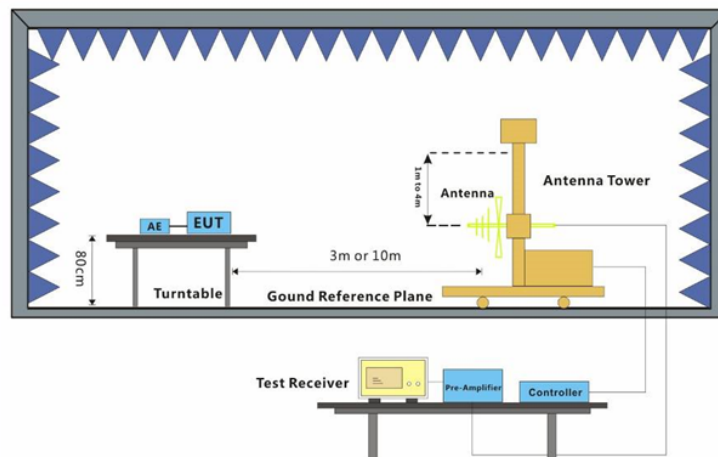 1m to 4m
Antenna
Antenna Tower
AE
EUT
80cm
3m or 10m
Turntable
Gound Reference Plane
Test Receiver
Pre-Amplifier
Controller